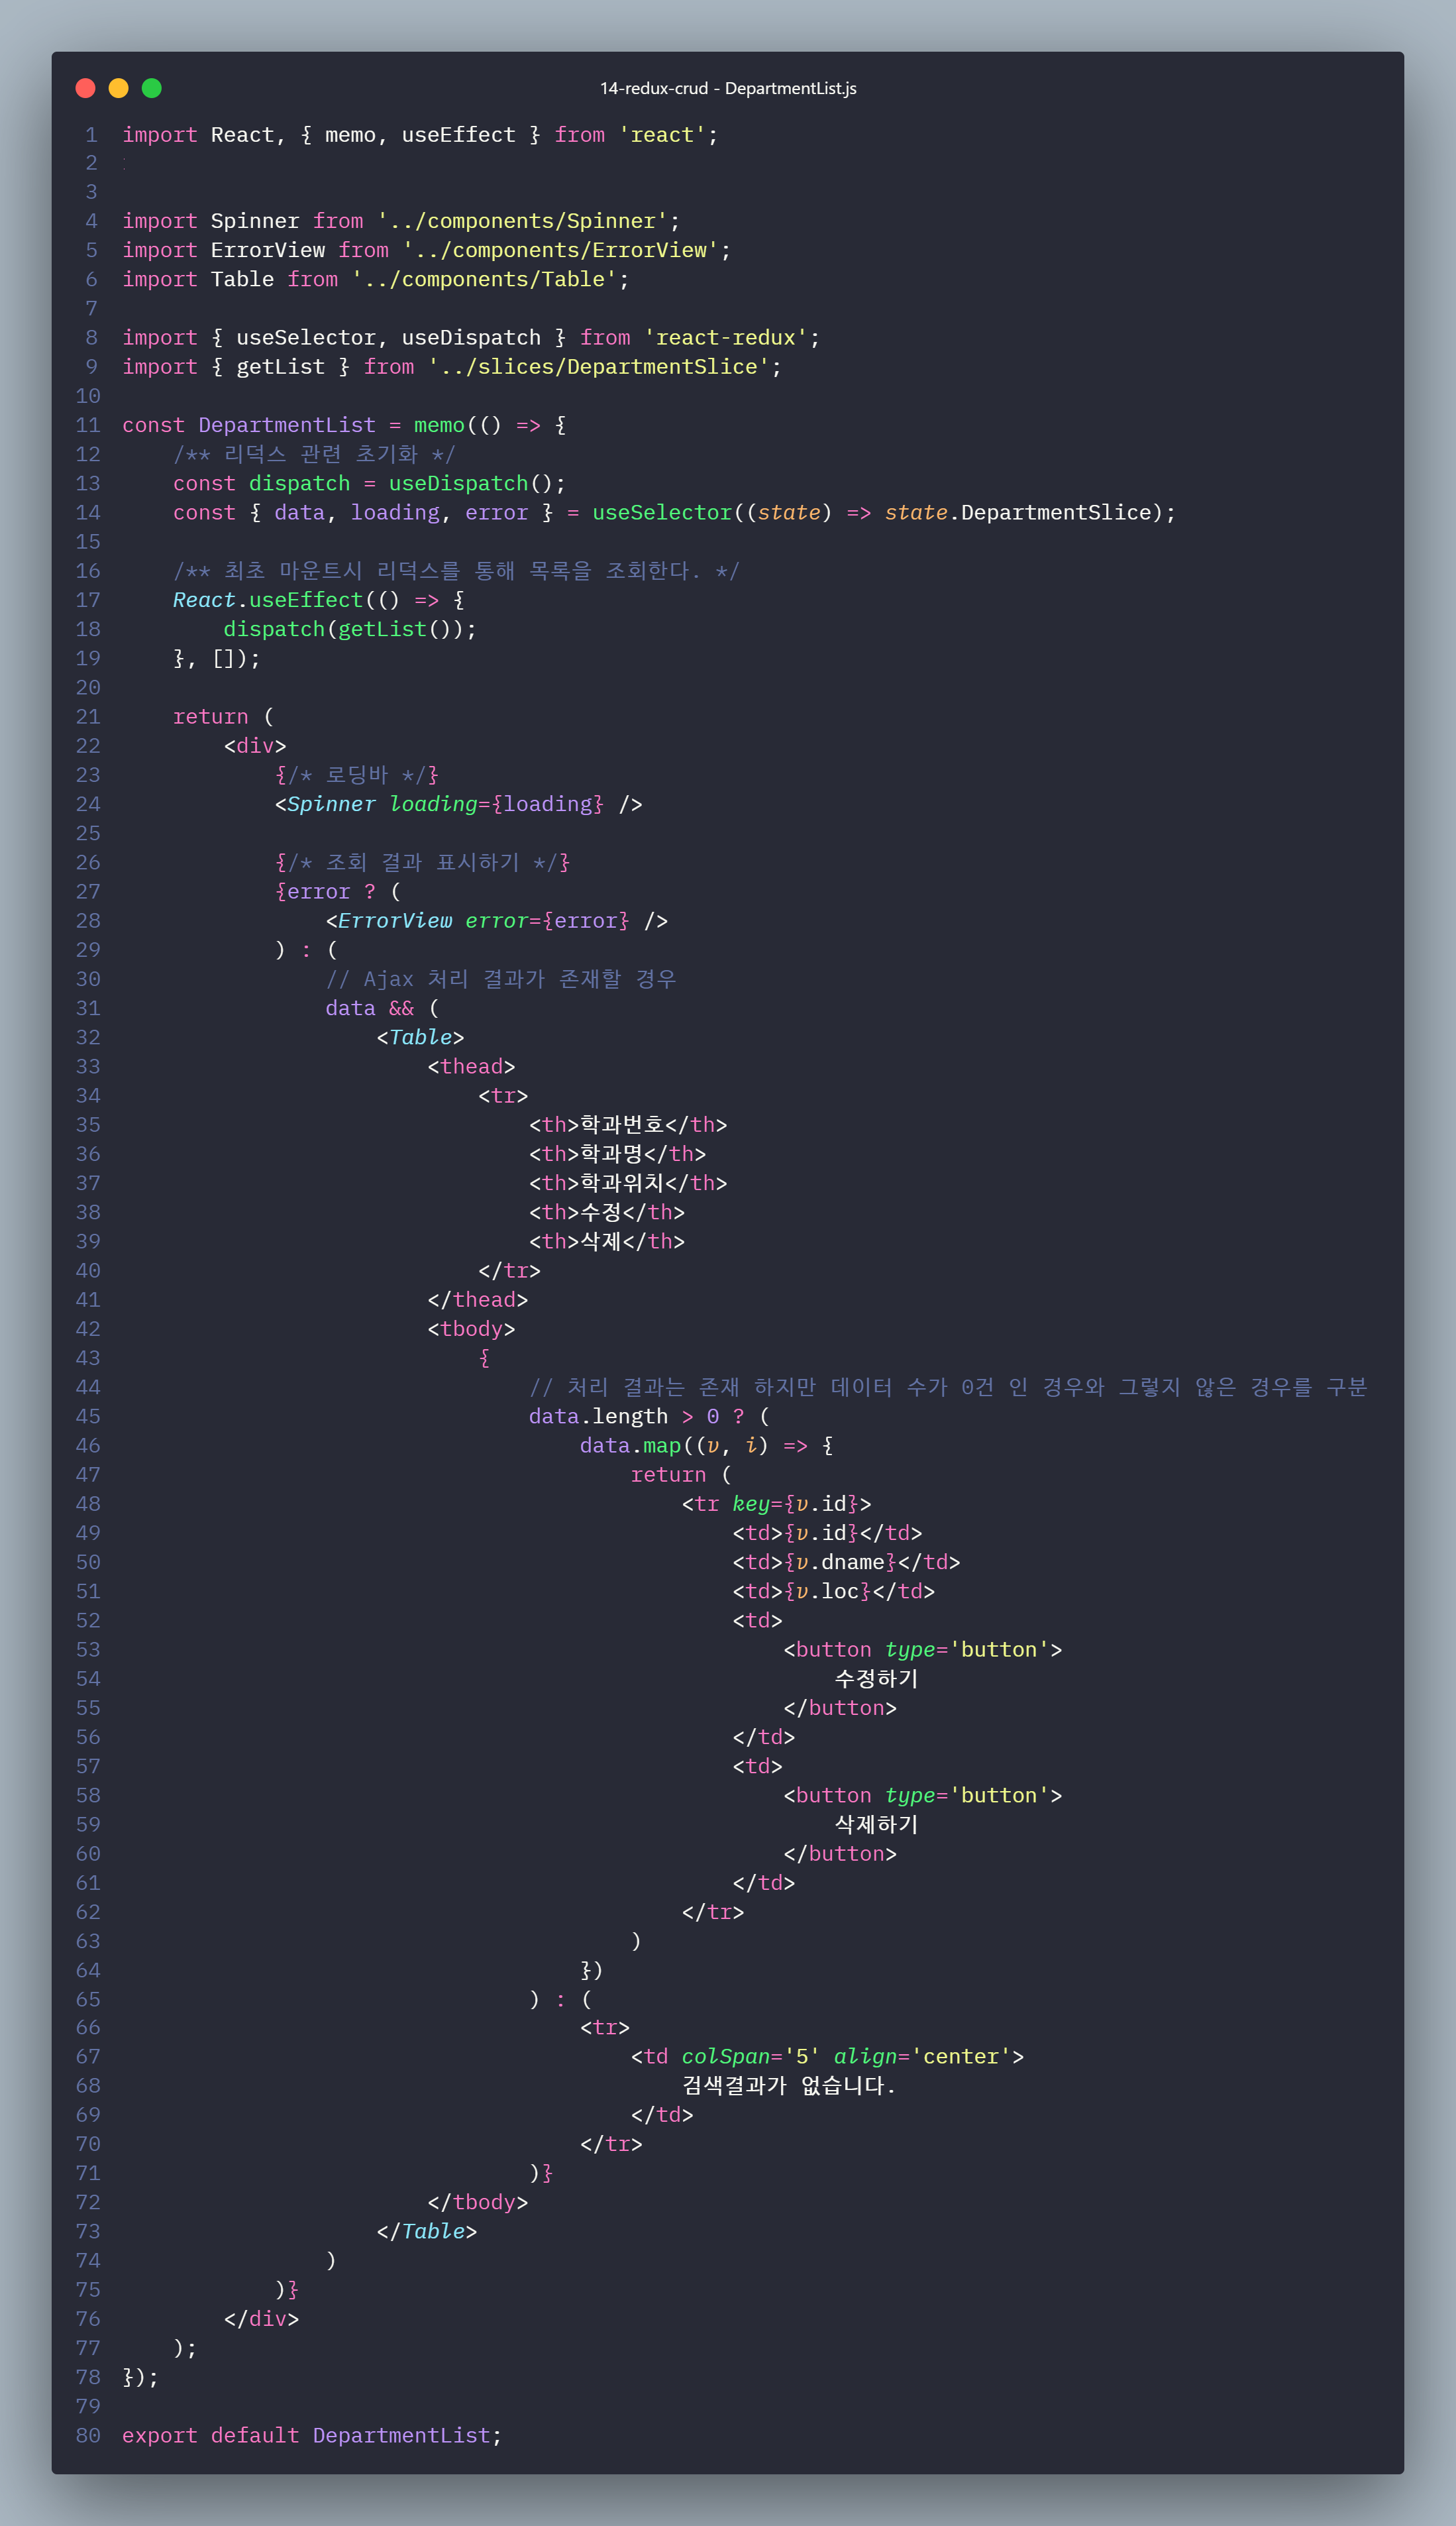 14-redux-crud - DepartmentList.js
1 import React, { memo, useEffect } from 'react';
2
3
4 import Spinner from '../components/Spinner';
5 import ErrorView from '../components/ErrorView';
6 import Table from '../components/Table';
7
8 import { useSelector, useDispatch } from 'react-redux';
9 import { getList } from '../slices/DepartmentSlice';
10
11 const DepartmentList = memo(() => {
12     /** 리덕스 관련 초기화 */
13     const dispatch = useDispatch();
14     const { data, loading, error } = useSelector((state) => state.DepartmentSlice);
15
16     /** 최초 마운트시 리덕스를 통해 목록을 조회한다. */
17     React.useEffect(() => {
18         dispatch(getList());
19     }, []);
20
21     return (
22         <div>
23             {/* 로딩바 */}
24             <Spinner loading={loading} />
25
26             {/* 조회 결과 표시하기 */}
27             {error ? (
28                 <ErrorView error={error} />
29             ) : (
30                 // Ajax 처리 결과가 존재할 경우
31                 data && (
32                     <Table>
33                         <thead>
34                             <tr>
35                                 <th>학과번호</th>
36                                 <th>학과명</th>
37                                 <th>학과위치</th>
38                                 <th>수정</th>
39                                 <th>삭제</th>
40                             </tr>
41                         </thead>
42                         <tbody>
43                             {
44                                 // 처리 결과는 존재 하지만 데이터 수가 0건 인 경우와 그렇지 않은 경우를 구분
45                                 data.length > 0 ? (
46                                     data.map((v, i) => {
47                                         return (
48                                             <tr key={v.id}>
49                                                 <td>{v.id}</td>
50                                                 <td>{v.dname}</td>
51                                                 <td>{v.loc}</td>
52                                                 <td>
53                                                     <button type='button'>
54                                                         수정하기
55                                                     </button>
56                                                 </td>
57                                                 <td>
58                                                     <button type='button'>
59                                                         삭제하기
60                                                     </button>
61                                                 </td>
62                                             </tr>
63                                         )
64                                     })
65                                 ) : (
66                                     <tr>
67                                         <td colSpan='5' align='center'>
68                                             검색결과가 없습니다.
69                                         </td>
70                                     </tr>
71                                 )}
72                         </tbody>
73                     </Table>
74                 )
75             )}
76         </div>
77     );
78 });
79
80 export default DepartmentList;